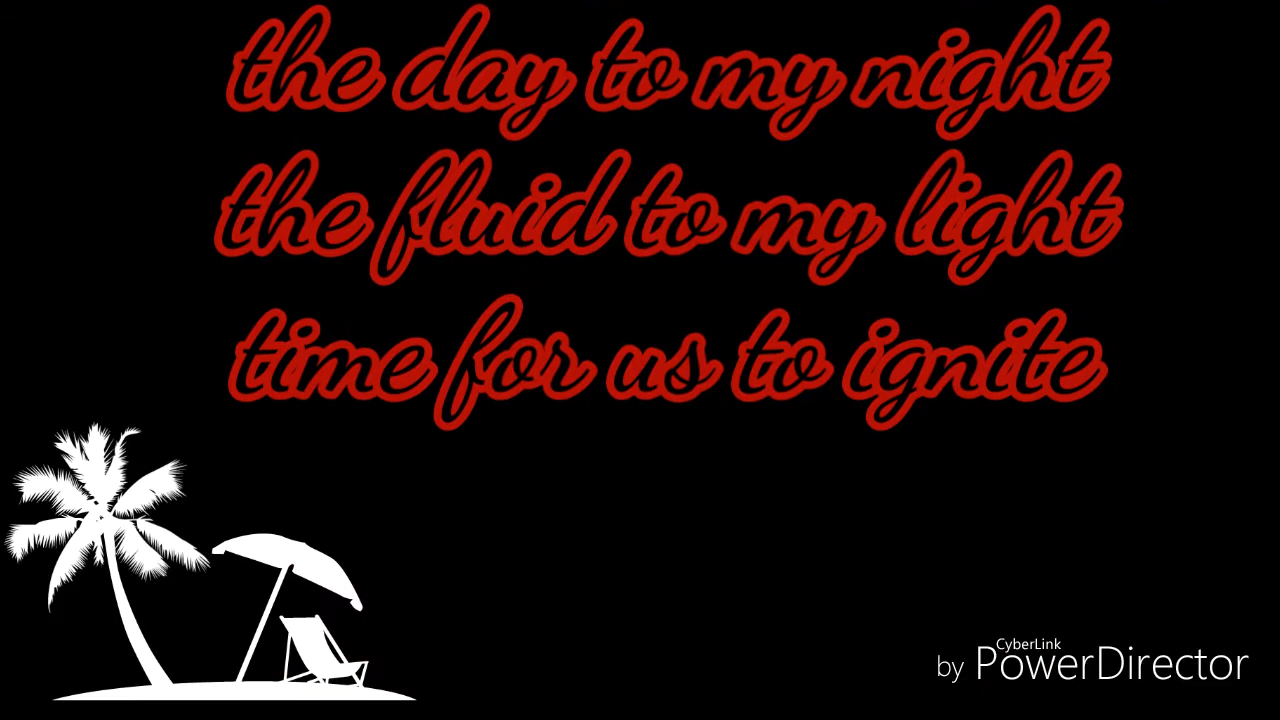 the day to my night
the fluid to my light
time for us to ignite
CyberLink
by PowerDirector